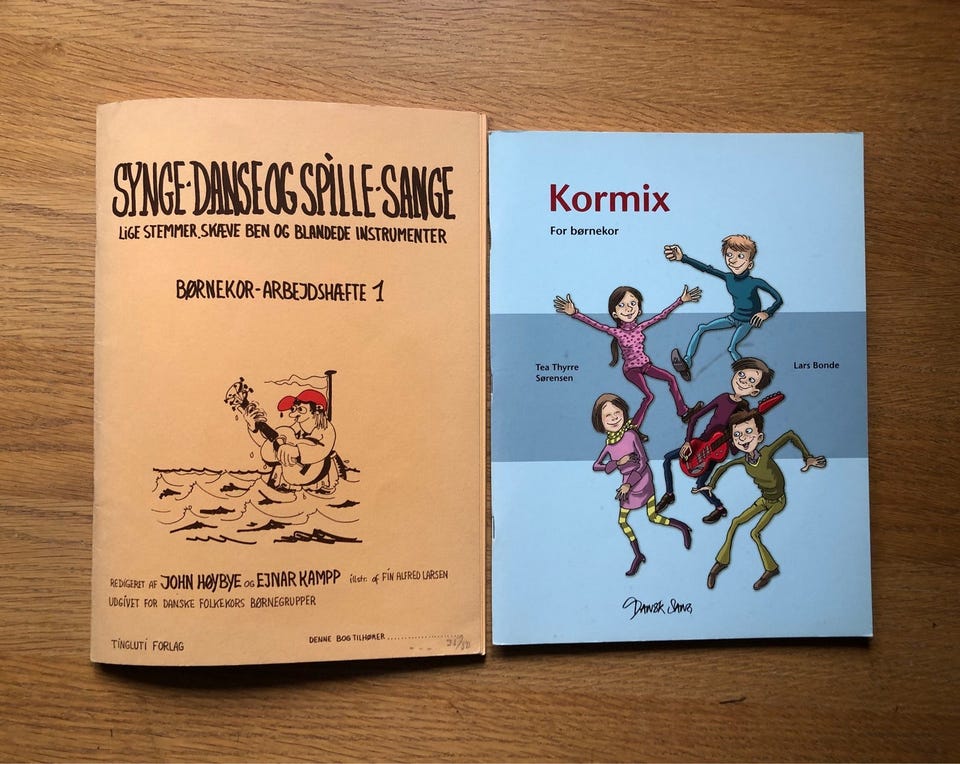 SYNGE-DANSE OG SPILLE-SANGE
LIGE STEMMER, SKÆVE BEN OG BLANDEDE INSTRUMENTER
BØRNEKOR-ARBEJDSHÆFTE 1
REDIGERET AF JOHN HØYBYE OG EJNAR KAMPP illstr. af FIN ALFRED LARSEN
UDGIVET FOR DANSKE FOLKEKORS BØRNEGRUPPER
DENNE BOG TILHØRER
TINGLUTI FORLAG
Kormix
For børnekor
Tea Thyrre
Sørensen
Lars Bonde
DANSK SANG